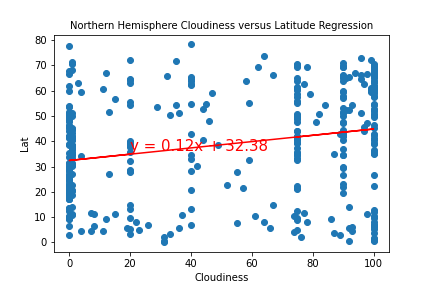 Northern Hemisphere Cloudiness versus Latitude Regression
80
70
60
50
40
30
20
10
0
Lat
y = 0.12x + 32.38
0 20 40 60 80 100
Cloudiness